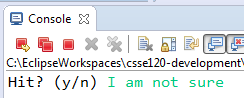 Console
C:\EclipseWorkspaces\csse120-development\
Hit? (y/n) I am not sure